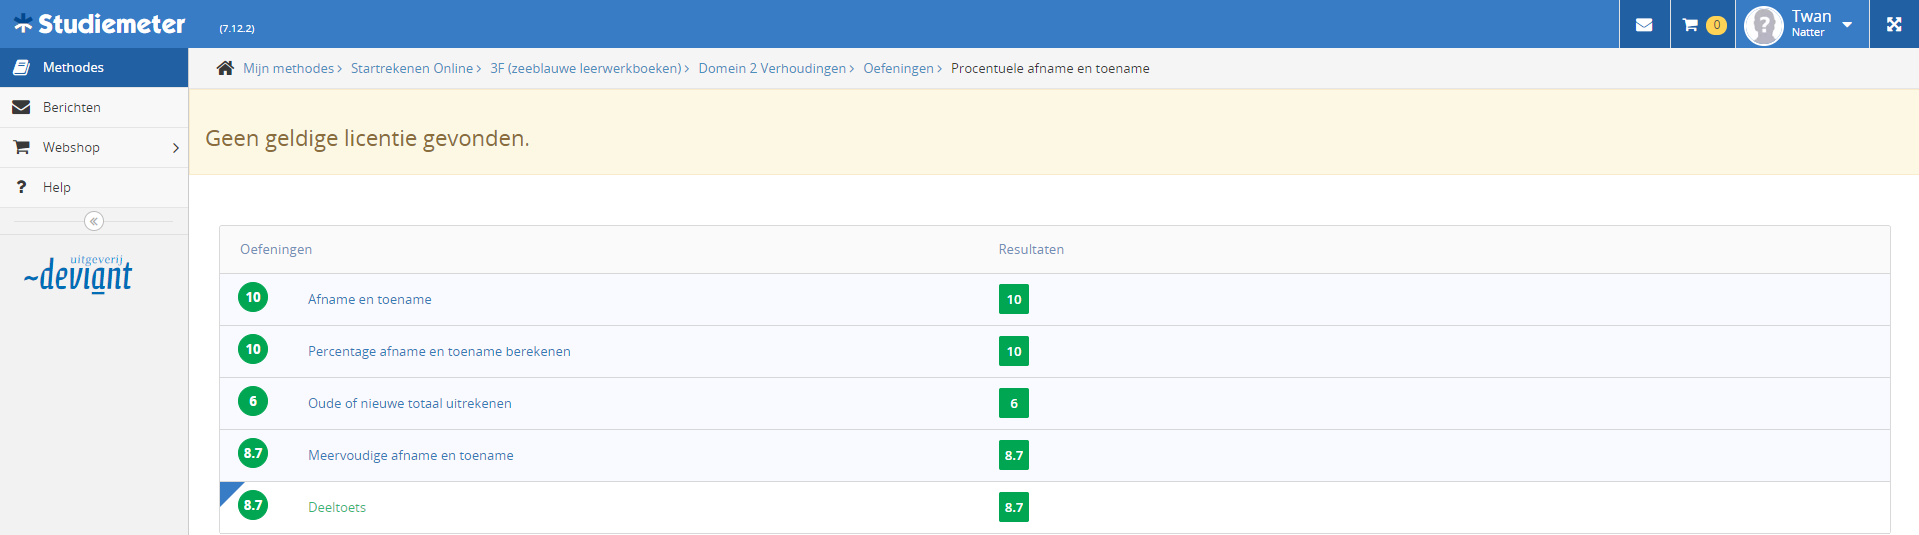 Studiemeter (7.12.2) 0 Twan
Natter
Methodes
Berichten
Webshop
? Help
uitgeverij
~deviant
Mijn methodes > Startrekenen Online > 3F (zeeblauwe leerwerkboeken) > Domein 2 Verhoudingen > Oefeningen > Procentuele afname en toename
Geen geldige licentie gevonden.
Oefeningen Resultaten
10 Afname en toename 10
10 Percentage afname en toename berekenen 10
6 Oude of nieuwe totaal uitrekenen 6
8.7 Meervoudige afname en toename 8.7
8.7 Deeltoets 8.7